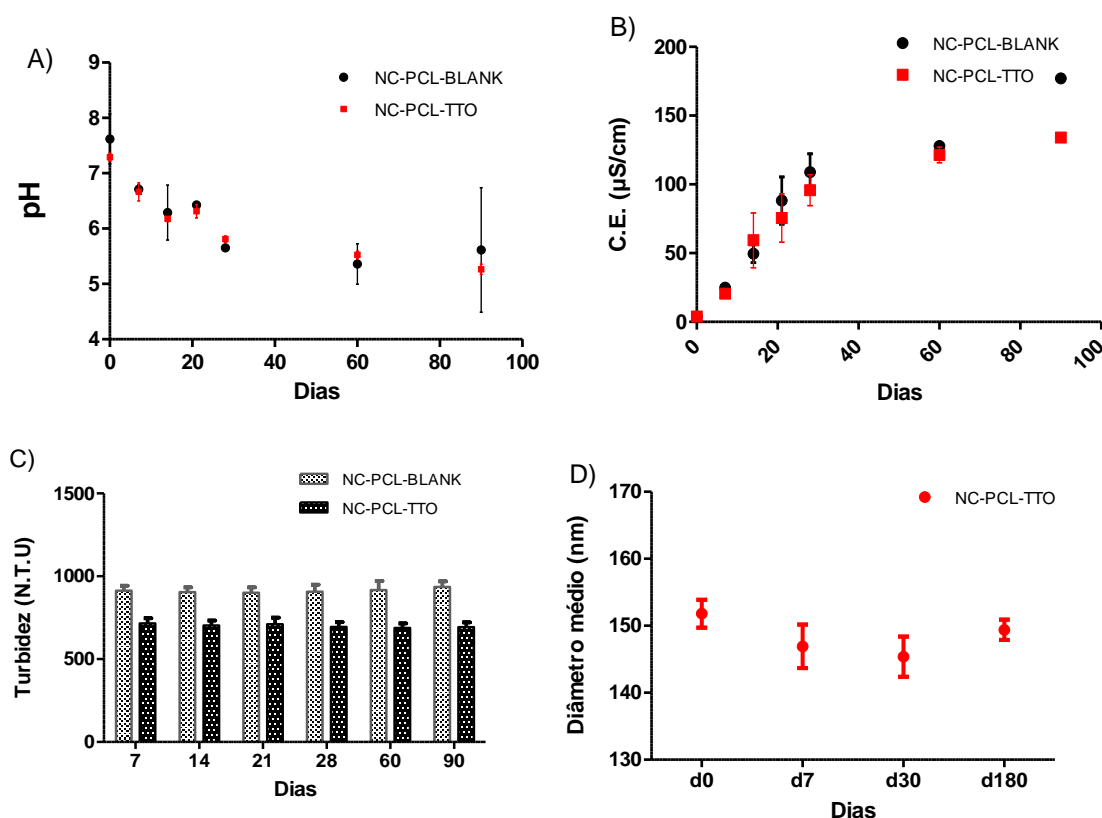 A)
NC-PCL-BLANK
NC-PCL-TTO
pH
9
8
7
6
5
4
0 20 40 60 80 100
Dias
B)
NC-PCL-BLANK
NC-PCL-TTO
C.E. (µS/cm)
200
150
100
50
0
0 20 40 60 80 100
Dias
C)
NC-PCL-BLANK
NC-PCL-TTO
Turbidez (N.T.U)
1500
1000
500
0
7 14 21 28 60 90
Dias
D)
NC-PCL-TTO
Diâmetro médio (nm)
170
160
150
140
130
d0 d7 d30 d180
Dias